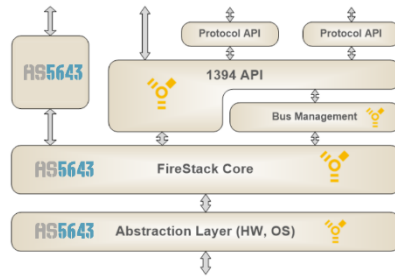 Protocol API
Protocol API
AS5643
1394 API
Bus Management
AS5643
FireStack Core
AS5643
Abstraction Layer (HW, OS)